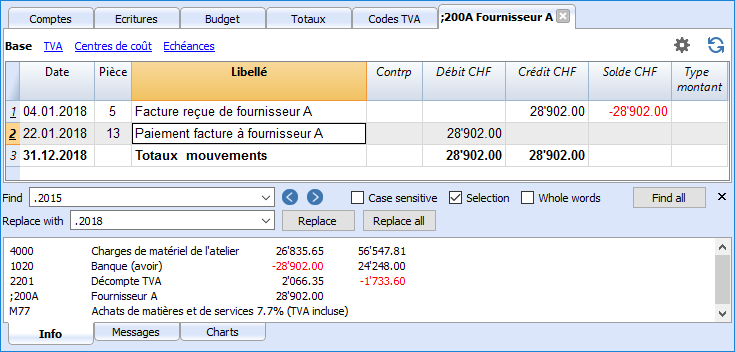 Comptes Ecritures Budget Totaux Codes TVA ;200A Fournisseur A
Base TVA Centres de coût Echéances
Date Pièce Libellé Contrp Débit CHF Crédit CHF Solde CHF Type montant
1 04.01.2018 5 Facture reçue de fournisseur A 28'902.00 -28'902.00
2 22.01.2018 13 Paiement facture à fournisseur A 28'902.00
3 31.12.2018 Totaux mouvements 28'902.00 28'902.00
Find .2015 Case sensitive Selection Whole words Find all
Replace with .2018 Replace Replace all
4000 Charges de matériel de l'atelier 26'835.65 56'547.81
1020 Banque (avoir) -28'902.00 24'248.00
2201 Décompte TVA 2'066.35 -1'733.60
;200A Fournisseur A 28'902.00
M77 Achats de matières et de services 7.7% (TVA incluse)
Info Messages Charts